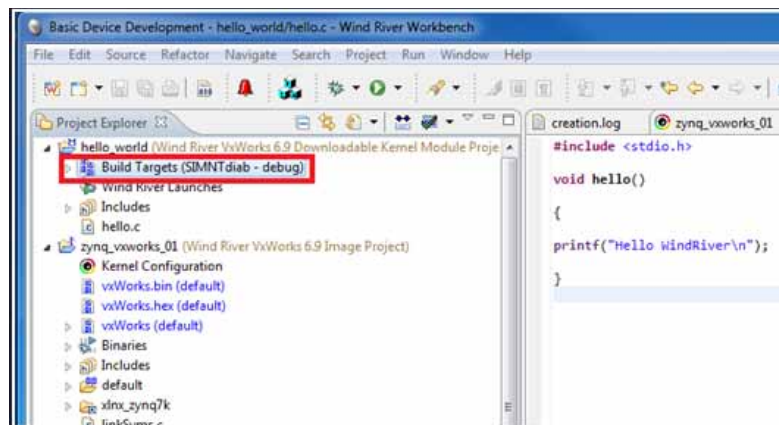 Basic Device Development - hello_world/hello.c - Wind River Workbench
File Edit Source Refactor Navigate Search Project Run Window Help
Project Explorer
hello_world (Wind River VxWorks 6.9 Downloadable Kernel Module Proje
Build Targets (SIMNTdiab - debug)
Wind River Launches
Includes
hello.c
zynq_vxworks_01 (Wind River VxWorks 6.9 Image Project)
Kernel Configuration
vxWorks.bin (default)
vxWorks.hex (default)
vxWorks (default)
Binaries
Includes
default
xlnx_zynq7k
linkSyms.c
creation.log zynq_vxworks_01
#include <stdio.h>
void hello()
{
printf("Hello WindRiver\n");
}